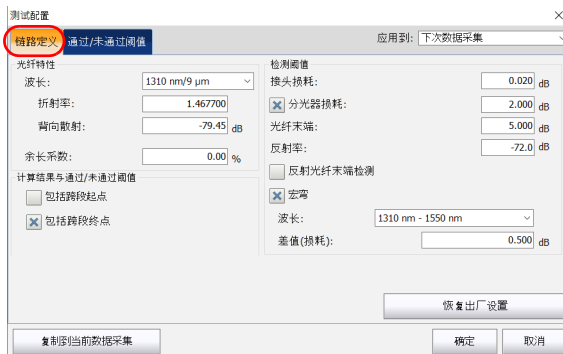 测试配置
链路定义 通过/未通过阈值 应用到: 下次数据采集
光纤特性
波长: 1310 nm/9 μm
折射率: 1.467700
背向散射: -79.45 dB
余长系数: 0.00 %
计算结果与通过/未通过阈值
包括跨段起点
包括跨段终点
检测阈值
接头损耗: 0.020 dB
分光器损耗: 2.000 dB
光纤末端: 5.000 dB
反射率: -72.0 dB
反射光纤末端检测
宏弯
波长: 1310 nm - 1550 nm
差值(损耗): 0.500 dB
恢复出厂设置
复制到当前数据采集 确定 取消